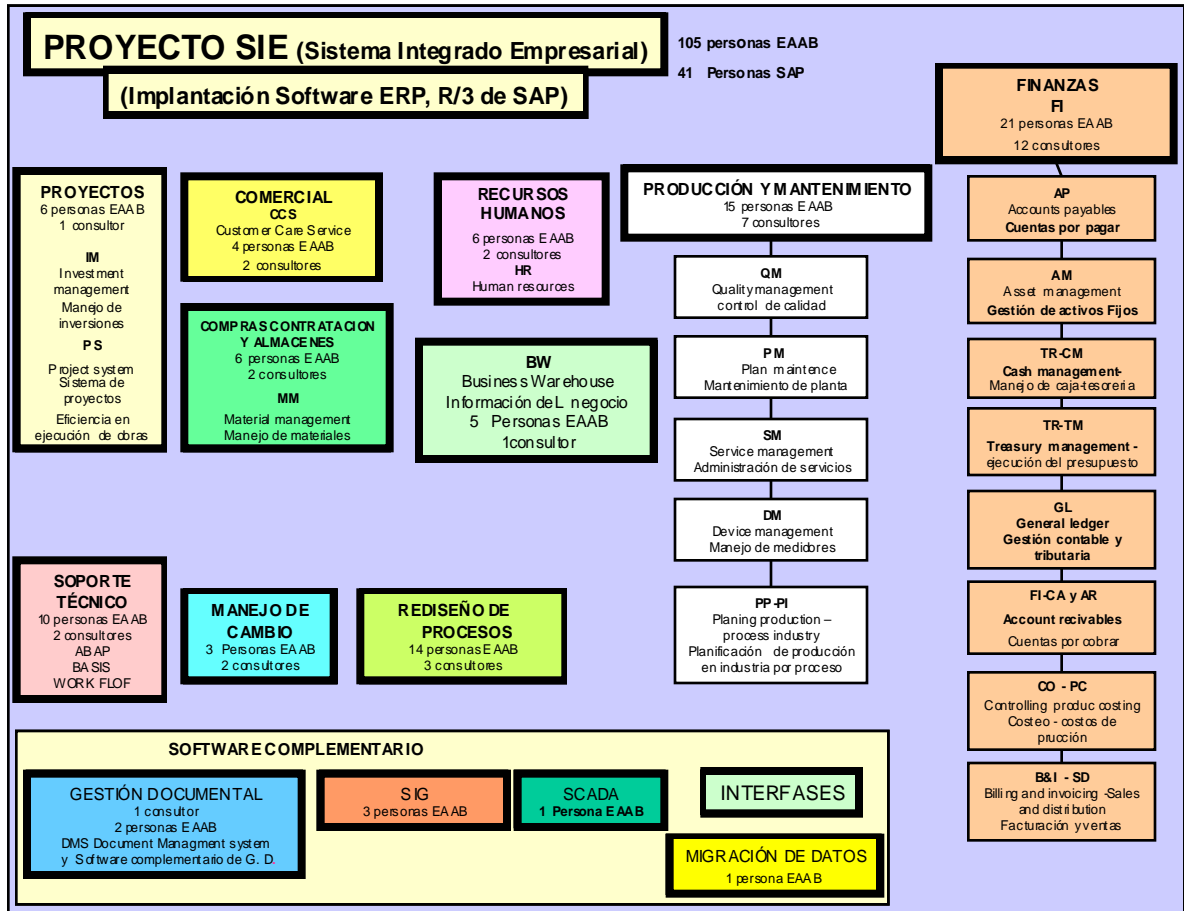 PROYECTO SIE (Sistema Integrado Empresarial)
(Implantación Software ERP, R/3 de SAP)
105 personas EAAB
41 Personas SAP
FINANZAS
FI
21 personas EAAB
12 consultores
PROYECTOS
6 personas EAAB
1 consultor
IM
Investment
management
Manejo de
inversiones
PS
Project system
Sistema de
proyectos
Eficiencia en
ejecución de obras
COMERCIAL
CCS
Customer Care Service
4 personas EAAB
2 consultores
COMPRAS CONTRATACION
Y ALMACENES
6 personas EAAB
2 consultores
MM
Material management
Manejo de materiales
RECURSOS
HUMANOS
6 personas EAAB
2 consultores
HR
Human resources
BW
Business Warehouse
Información deL negocio
5 Personas EAAB
1consultor
PRODUCCIÓN Y MANTENIMIENTO
15 personas EAAB
7 consultores
QM
Quality management
control de calidad
PM
Plan maintence
Mantenimiento de planta
SM
Service management
Administración de servicios
DM
Device management
Manejo de medidores
PP-PI
Planing production –
process industry
Planificación de producción
en industria por proceso
AP
Accounts payables
Cuentas por pagar
AM
Asset management
Gestión de activos Fijos
TR-CM
Cash management-
Manejo de caja-tesoreria
TR-TM
Treasury management -
ejecución del presupuesto
GL
General ledger
Gestión contable y
tributaria
FI-CA y AR
Account recivables
Cuentas por cobrar
CO - PC
Controlling produc costing
Costeo - costos de
prucción
B&I - SD
Billing and invoicing -Sales
and distribution
Facturación y ventas
SOPORTE
TÉCNICO
10 personas EAAB
2 consultores
ABAP
BASIS
WORK FLOF
MANEJO DE
CAMBIO
3 Personas EAAB
2 consultores
REDISEÑO DE
PROCESOS
14 personas EAAB
3 consultores
SOFTWARE COMPLEMENTARIO
GESTIÓN DOCUMENTAL
1 consultor
2 personas EAAB
DMS Document Managment system
y Software complementario de G. D.
SIG
3 personas EAAB
SCADA
1 Persona EAAB
INTERFASES
MIGRACIÓN DE DATOS
1 persona EAAB